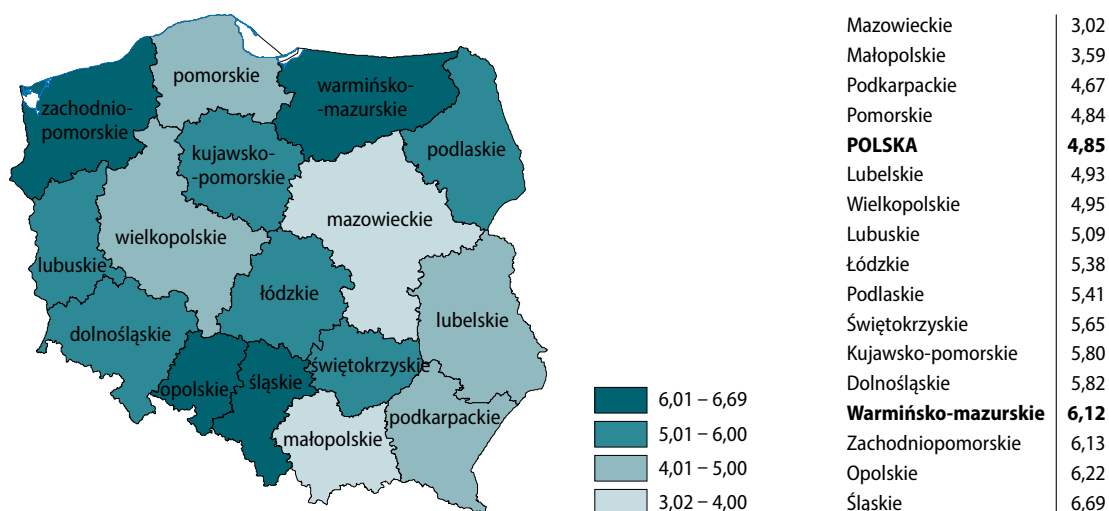 pomorskie
warmińsko-
-mazurskie
zachodnio-
pomorskie
kujawsko-
-pomorskie
podlaskie
mazowieckie
wielkopolskie
lubuskie
łódzkie
lubelskie
dolnośląskie
opolskie
śląskie
świętokrzyskie
podkarpackie
małopolskie
6,01 – 6,69
5,01 – 6,00
4,01 – 5,00
3,02 – 4,00
Mazowieckie 3,02
Małopolskie 3,59
Podkarpackie 4,67
Pomorskie 4,84
POLSKA 4,85
Lubelskie 4,93
Wielkopolskie 4,95
Lubuskie 5,09
Łódzkie 5,38
Podlaskie 5,41
Świętokrzyskie 5,65
Kujawsko-pomorskie 5,80
Dolnośląskie 5,82
Warmińsko-mazurskie 6,12
Zachodniopomorskie 6,13
Opolskie 6,22
Śląskie 6,69